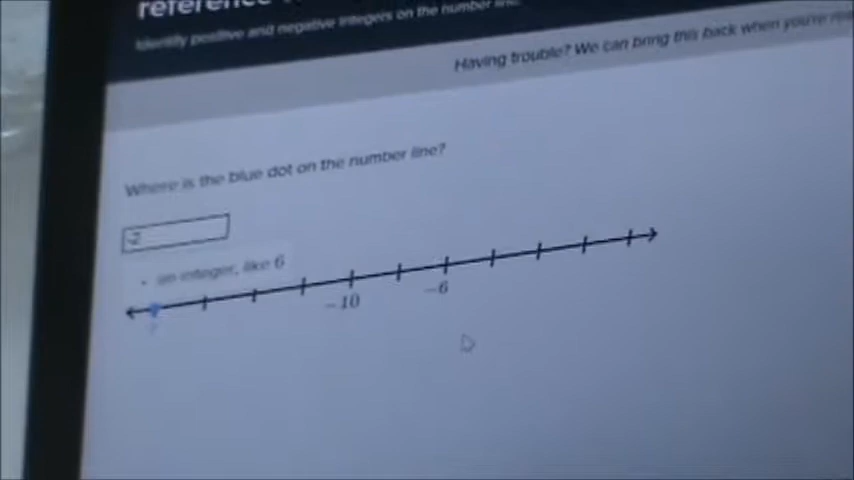 reference
Identify positive and negative integers on the number line.
Having trouble? We can bring this back when you're
Where is the blue dot on the number line?
-2
an integer, like 6
-10
-6
?